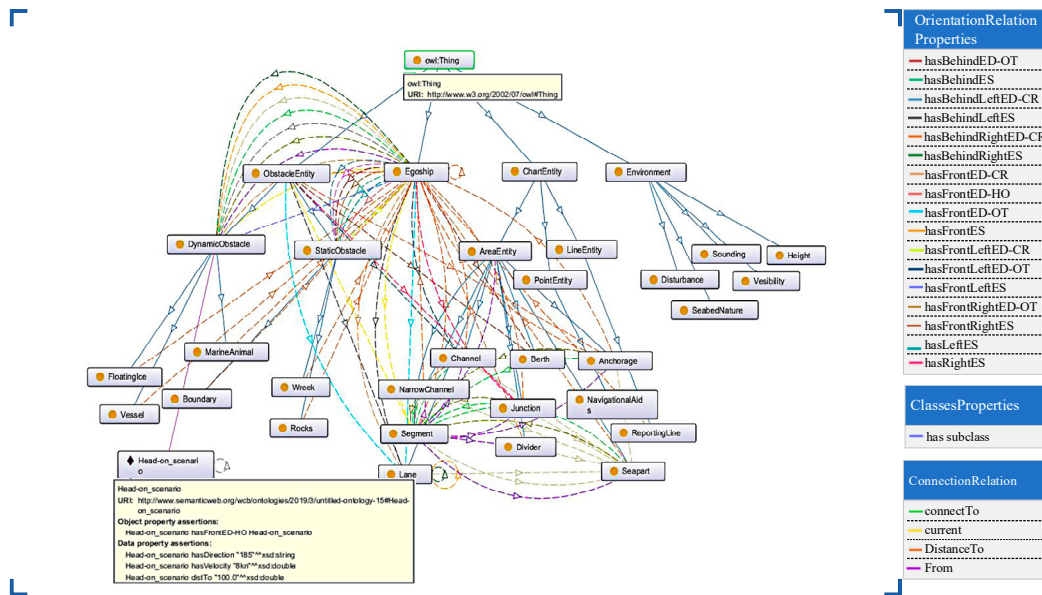 owl:Thing
owl:Thing
URI: http://www.w3.org/2002/07/owl#Thing
ObstacleEntity
Egoship
ChartEntity
Environment
DynamicObstacle
StaticObstacle
AreaEntity
LineEntity
Sounding
Height
PointEntity
Disturbance
Vesibility
SeabedNature
MarineAnimal
Channel
Berth
Anchorage
FloatingIce
Wreck
NarrowChannel
Boundary
NavigationalAid
s
Vessel
Junction
Rocks
Segment
ReportingLine
Divider
Head-on_scenari
o
Lane
Seapart
Head-on_scenario
URI: http://www.semanticweb.org/wcb/ontologies/2019/3/untitled-ontology-15#Head-
on_scenario
Object property assertions:
Head-on_scenario hasFrontED-HO Head-on_scenario
Data property assertions:
Head-on_scenario hasDirection "185"^^xsd:string
Head-on_scenario hasVelocity "8kn"^^xsd:double
Head-on_scenario distTo "100.0"^^xsd:double
OrientationRelation
Properties
hasBehindED-OT
hasBehindES
hasBehindLeftED-CR
hasBehindLeftES
hasBehindRightED-CR
hasBehindRightES
hasFrontED-CR
hasFrontED-HO
hasFrontED-OT
hasFrontES
hasFrontLeftED-CR
hasFrontLeftED-OT
hasFrontLeftES
hasFrontRightED-OT
hasFrontRightES
hasLeftES
hasRightES
ClassesProperties
has subclass
ConnectionRelation
connectTo
current
DistanceTo
From